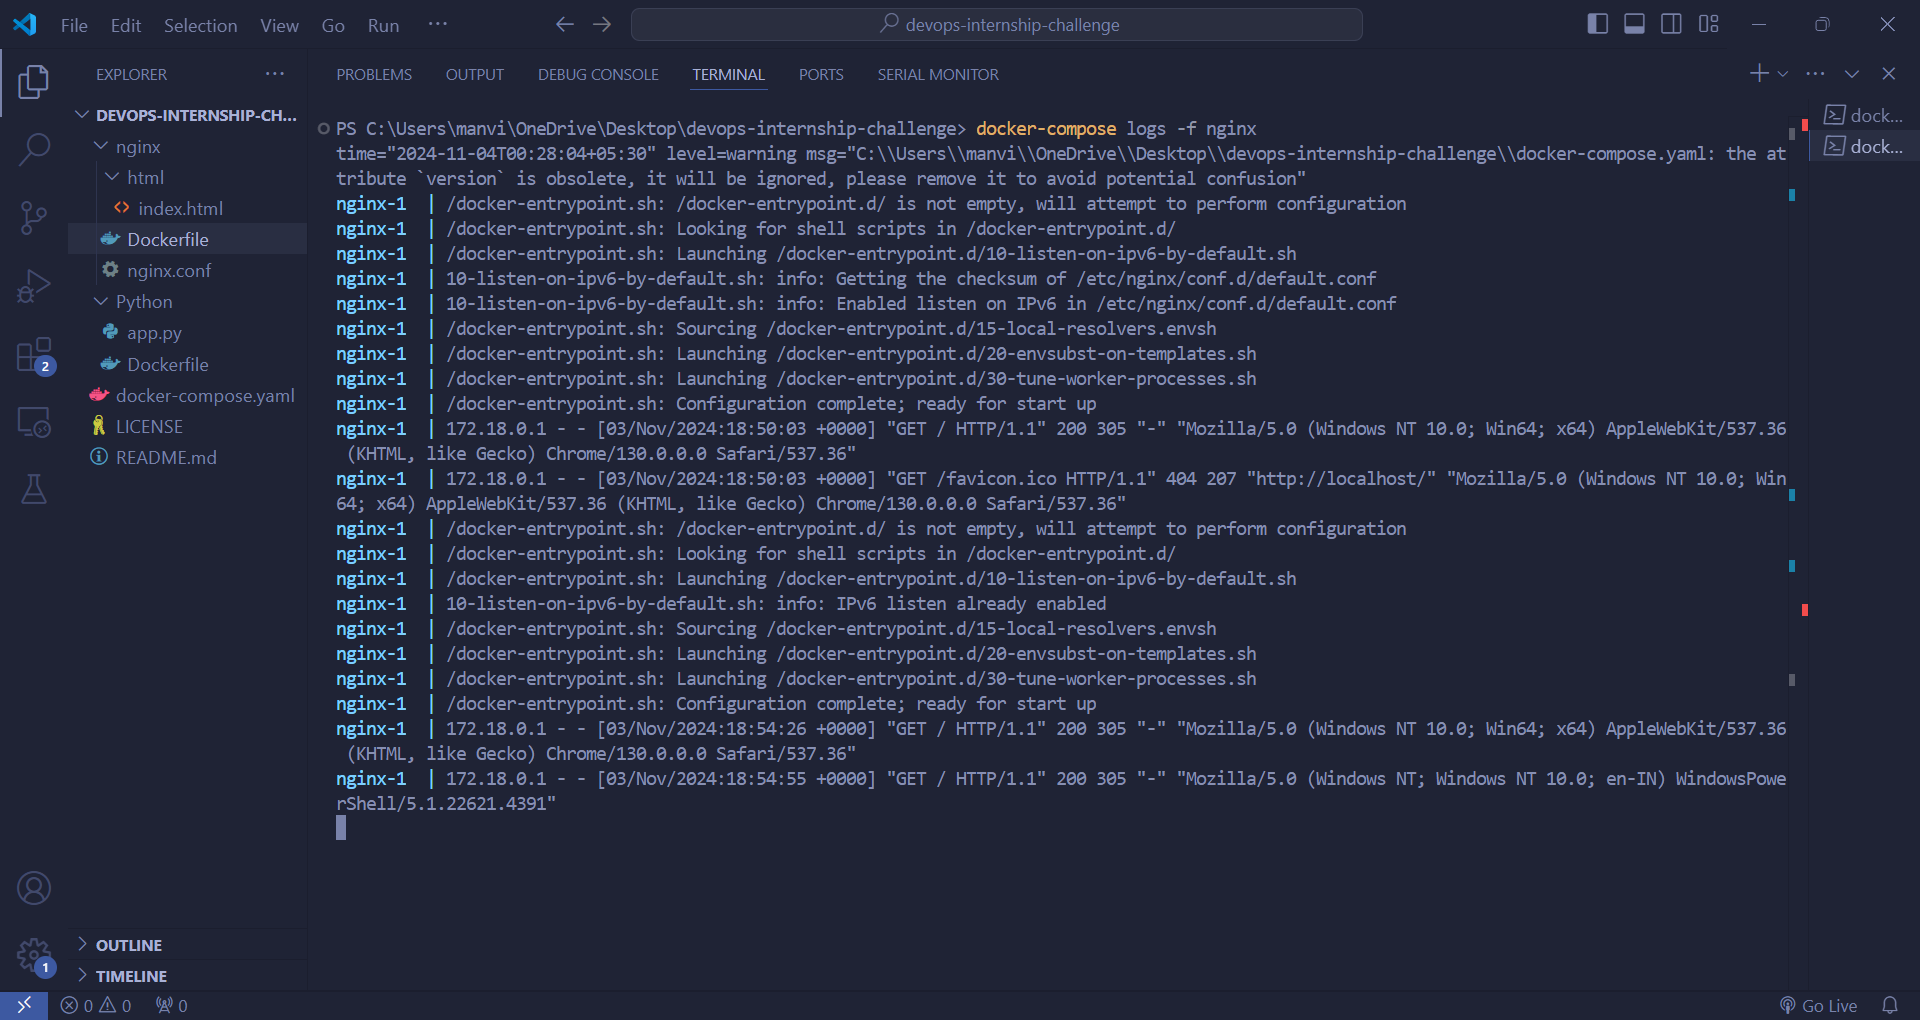 File Edit Selection View Go Run ···
devops-internship-challenge
EXPLORER ···
DEVOPS-INTERNSHIP-CH...
nginx
html
index.html
Dockerfile
nginx.conf
Python
app.py
Dockerfile
docker-compose.yaml
LICENSE
README.md
2
1
OUTLINE
TIMELINE
PROBLEMS OUTPUT DEBUG CONSOLE TERMINAL PORTS SERIAL MONITOR
PS C:\Users\manvi\OneDrive\Desktop\devops-internship-challenge> docker-compose logs -f nginx
time="2024-11-04T00:28:04+05:30" level=warning msg="C:\\Users\\manvi\\OneDrive\\Desktop\\devops-internship-challenge\\docker-compose.yaml: the at
tribute `version` is obsolete, it will be ignored, please remove it to avoid potential confusion"
nginx-1 | /docker-entrypoint.sh: /docker-entrypoint.d/ is not empty, will attempt to perform configuration
nginx-1 | /docker-entrypoint.sh: Looking for shell scripts in /docker-entrypoint.d/
nginx-1 | /docker-entrypoint.sh: Launching /docker-entrypoint.d/10-listen-on-ipv6-by-default.sh
nginx-1 | 10-listen-on-ipv6-by-default.sh: info: Getting the checksum of /etc/nginx/conf.d/default.conf
nginx-1 | 10-listen-on-ipv6-by-default.sh: info: Enabled listen on IPv6 in /etc/nginx/conf.d/default.conf
nginx-1 | /docker-entrypoint.sh: Sourcing /docker-entrypoint.d/15-local-resolvers.envsh
nginx-1 | /docker-entrypoint.sh: Launching /docker-entrypoint.d/20-envsubst-on-templates.sh
nginx-1 | /docker-entrypoint.sh: Launching /docker-entrypoint.d/30-tune-worker-processes.sh
nginx-1 | /docker-entrypoint.sh: Configuration complete; ready for start up
nginx-1 | 172.18.0.1 - - [03/Nov/2024:18:50:03 +0000] "GET / HTTP/1.1" 200 305 "-" "Mozilla/5.0 (Windows NT 10.0; Win64; x64) AppleWebKit/537.36
(KHTML, like Gecko) Chrome/130.0.0.0 Safari/537.36"
nginx-1 | 172.18.0.1 - - [03/Nov/2024:18:50:03 +0000] "GET /favicon.ico HTTP/1.1" 404 207 "http://localhost/" "Mozilla/5.0 (Windows NT 10.0; Win
64; x64) AppleWebKit/537.36 (KHTML, like Gecko) Chrome/130.0.0.0 Safari/537.36"
nginx-1 | /docker-entrypoint.sh: /docker-entrypoint.d/ is not empty, will attempt to perform configuration
nginx-1 | /docker-entrypoint.sh: Looking for shell scripts in /docker-entrypoint.d/
nginx-1 | /docker-entrypoint.sh: Launching /docker-entrypoint.d/10-listen-on-ipv6-by-default.sh
nginx-1 | 10-listen-on-ipv6-by-default.sh: info: IPv6 listen already enabled
nginx-1 | /docker-entrypoint.sh: Sourcing /docker-entrypoint.d/15-local-resolvers.envsh
nginx-1 | /docker-entrypoint.sh: Launching /docker-entrypoint.d/20-envsubst-on-templates.sh
nginx-1 | /docker-entrypoint.sh: Launching /docker-entrypoint.d/30-tune-worker-processes.sh
nginx-1 | /docker-entrypoint.sh: Configuration complete; ready for start up
nginx-1 | 172.18.0.1 - - [03/Nov/2024:18:54:26 +0000] "GET / HTTP/1.1" 200 305 "-" "Mozilla/5.0 (Windows NT 10.0; Win64; x64) AppleWebKit/537.36
(KHTML, like Gecko) Chrome/130.0.0.0 Safari/537.36"
nginx-1 | 172.18.0.1 - - [03/Nov/2024:18:54:55 +0000] "GET / HTTP/1.1" 200 305 "-" "Mozilla/5.0 (Windows NT; Windows NT 10.0; en-IN) WindowsPowe
rShell/5.1.22621.4391"
dock...
dock...
0 0 0
Go Live